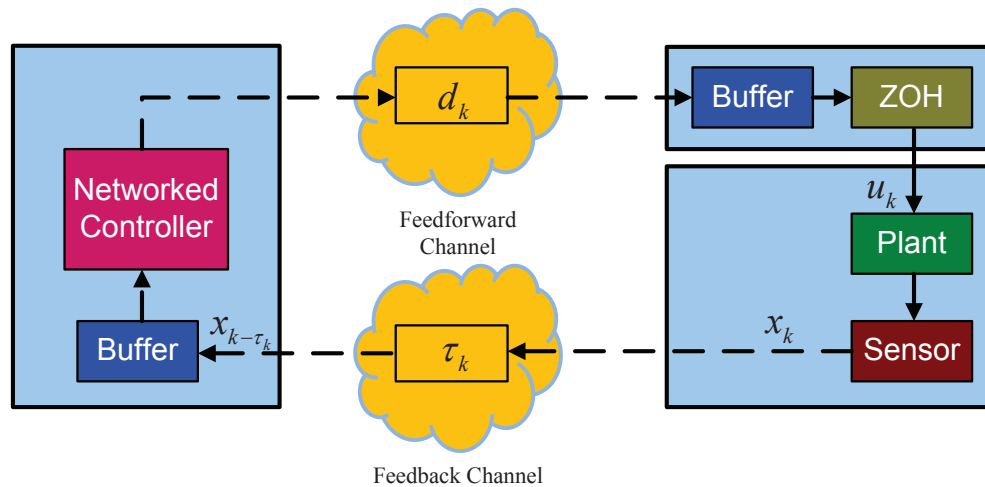 d_k
Buffer
ZOH
Networked
Controller
u_k
Feedforward
Channel
Plant
Buffer
x_{k-τ_k}
τ_k
x_k
Sensor
Feedback Channel